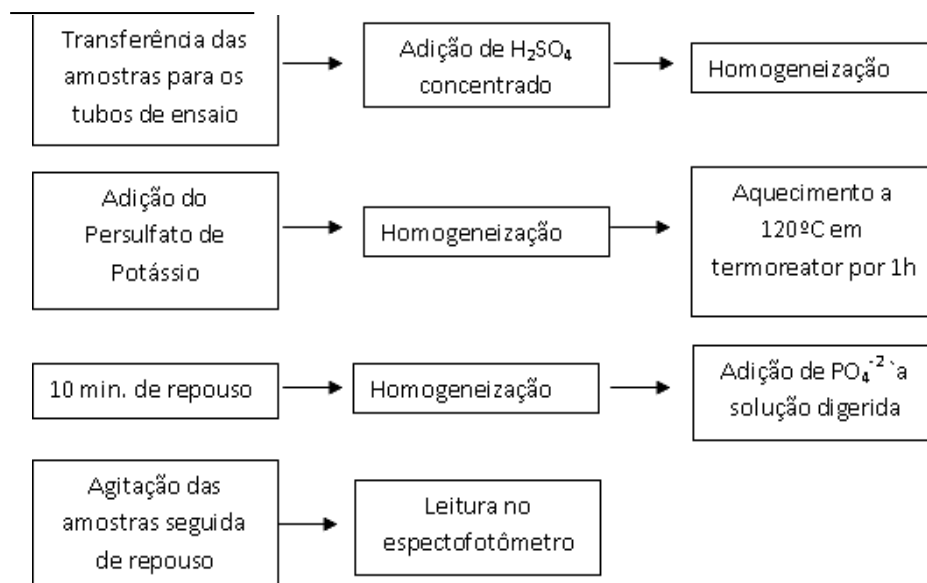 Transferência das
amostras para os
tubos de ensaio
Adição de H₂SO₄
concentrado
Homogeneização
Adição do
Persulfato de
Potássio
Homogeneização
Aquecimento a
120ºC em
termoreator por 1h
10 min. de repouso
Homogeneização
Adição de PO₄⁻² `a
solução digerida
Agitação das
amostras seguida
de repouso
Leitura no
espectofotômetro